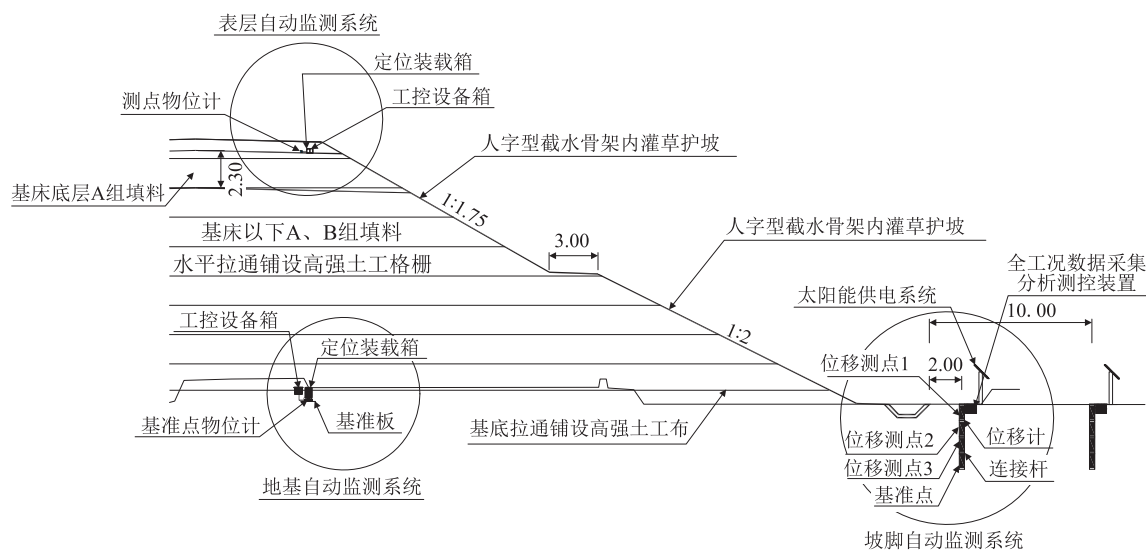 表层自动监测系统
定位装载箱
测点物位计
工控设备箱
人字型截水骨架内灌草护坡
2.30
基床底层A组填料
1:1.75
基床以下A、B组填料
3.00
人字型截水骨架内灌草护坡
水平拉通铺设高强土工格栅
全工况数据采集
分析测控装置
太阳能供电系统
10.00
工控设备箱
1:2
定位装载箱
位移测点1
2.00
基准点物位计
基准板
基底拉通铺设高强土工布
位移测点2
位移计
位移测点3
连接杆
地基自动监测系统
基准点
坡脚自动监测系统